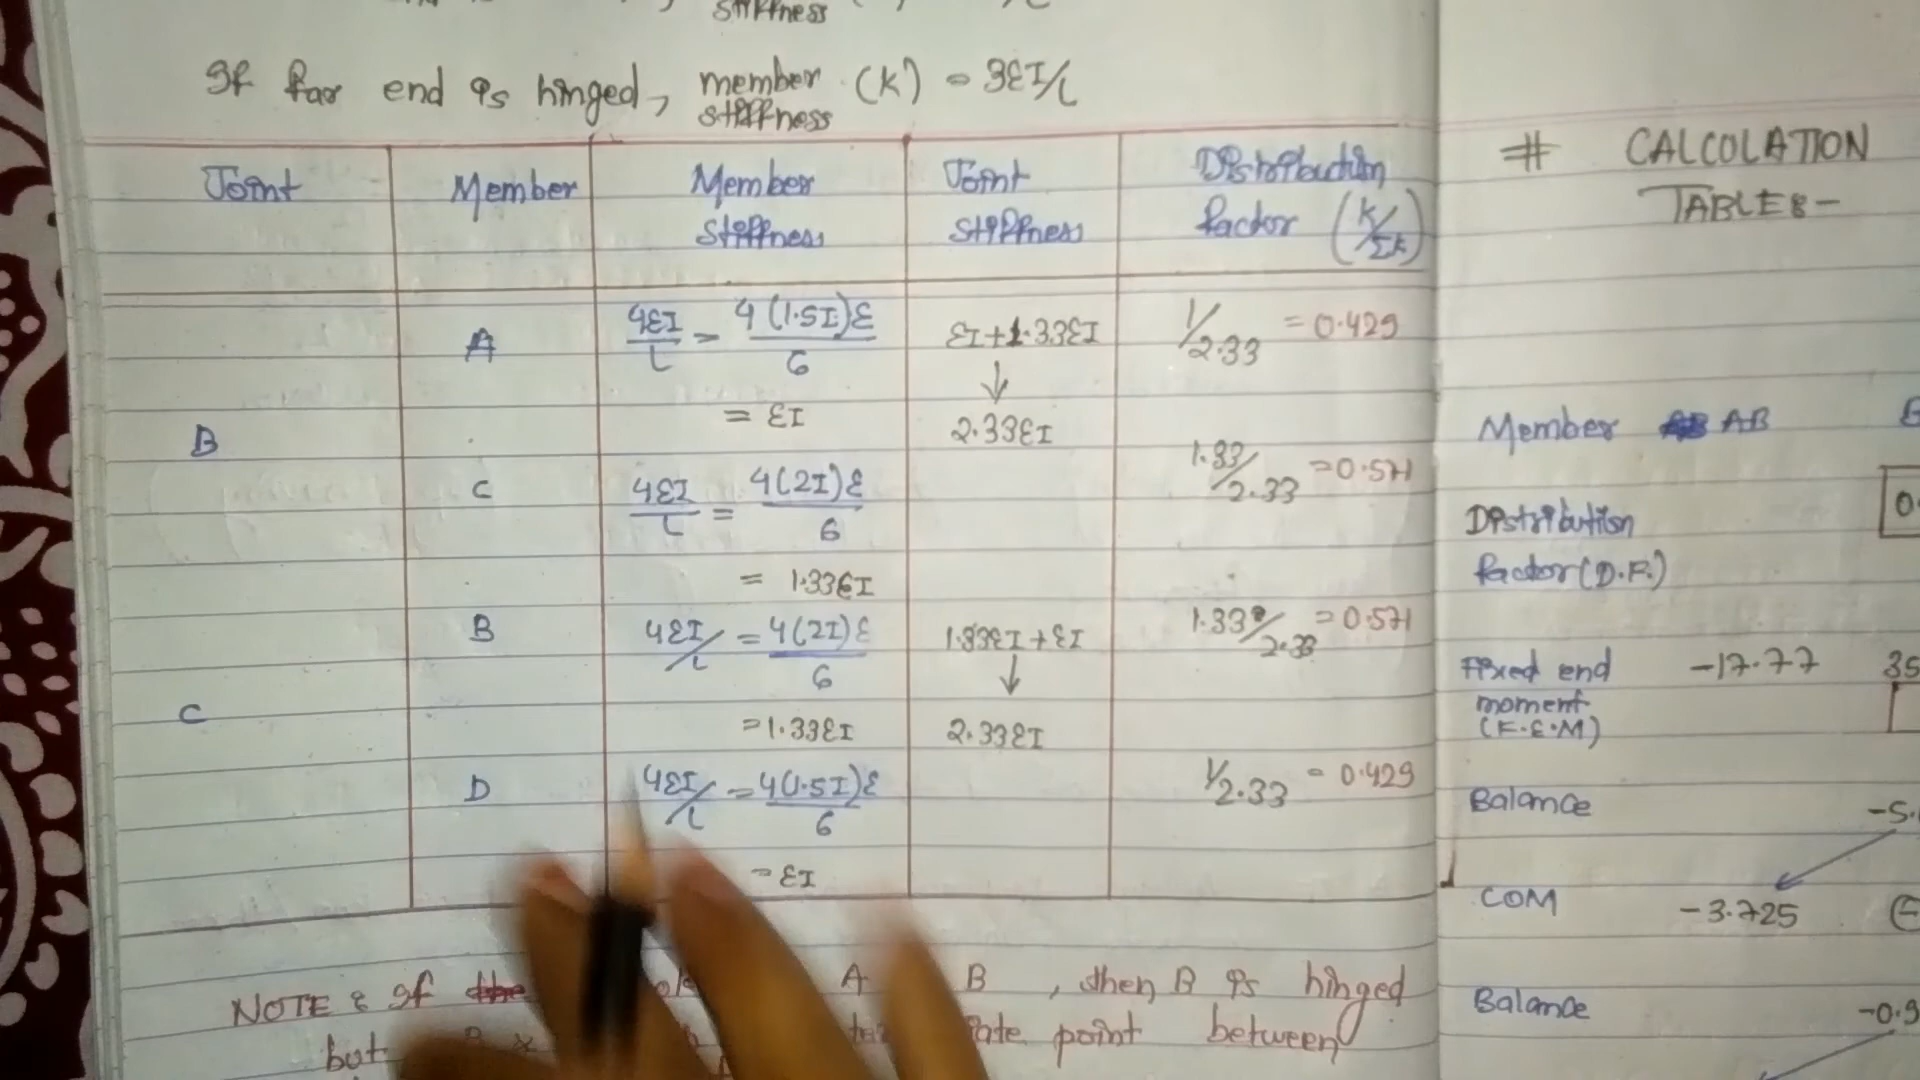 stiffness
If far end is hinged, member stiffness (K) = 3EI/L
Joint
Member
Member Stiffness
Joint Stiffness
Distribution factor (K/ΣK)
B
A
4EI/L = 4(1.5I)E/6
= EI
EI+1.33EI
↓
2.33EI
1/2.33 = 0.429
C
4EI/L = 4(2I)E/6
= 1.33EI
1.33/2.33 = 0.571
C
B
4EI/L = 4(2I)E/6
= 1.33EI
1.33EI + EI
↓
2.33EI
1.33/2.33 = 0.571
D
4EI/L = 4(1.5I)E/6
= EI
1/2.33 = 0.429
NOTE : If A B , then B is hinged
but point between
# CALCULATION
TABLE :-
Member AB
Distribution
factor (D.F.)
Fixed end -17.77 35
moment
(F.E.M)
Balance
COM -3.725
Balance -0.9